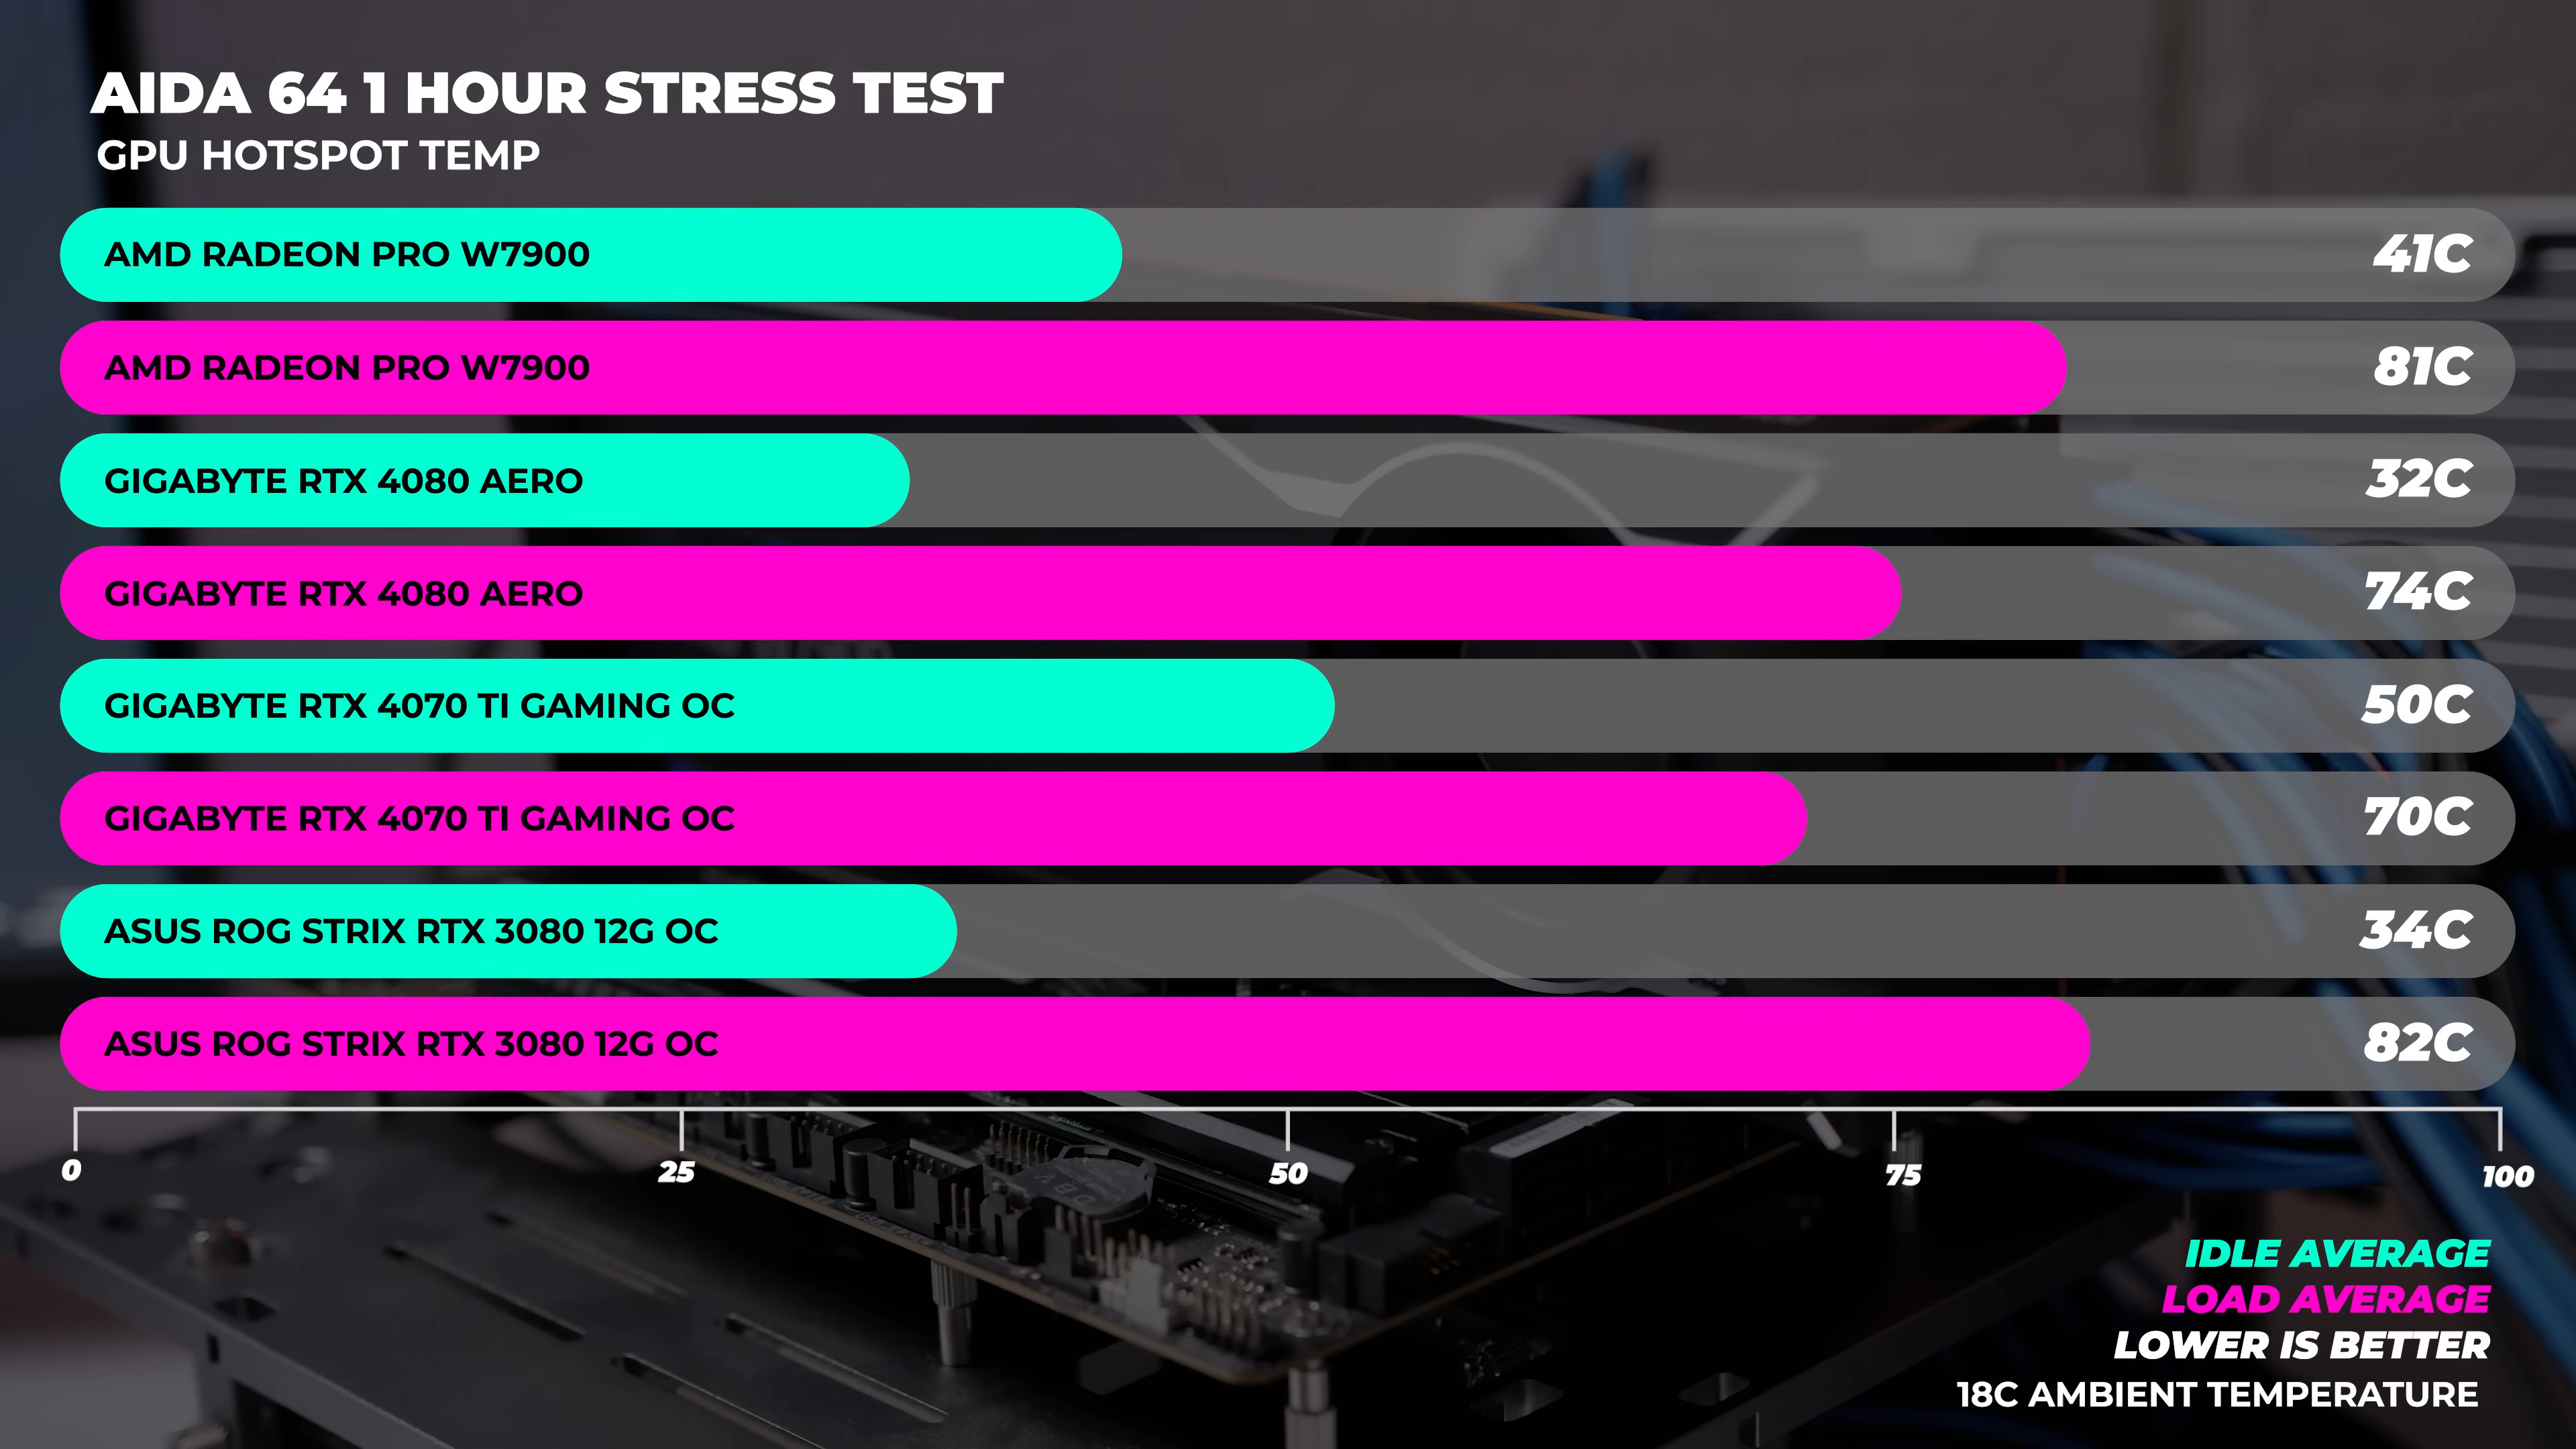 AIDA 64 1 HOUR STRESS TEST
GPU HOTSPOT TEMP
AMD RADEON PRO W7900 41C
AMD RADEON PRO W7900 81C
GIGABYTE RTX 4080 AERO 32C
GIGABYTE RTX 4080 AERO 74C
GIGABYTE RTX 4070 TI GAMING OC 50C
GIGABYTE RTX 4070 TI GAMING OC 70C
ASUS ROG STRIX RTX 3080 12G OC 34C
ASUS ROG STRIX RTX 3080 12G OC 82C
0 25 50 75 100
IDLE AVERAGE
LOAD AVERAGE
LOWER IS BETTER
18C AMBIENT TEMPERATURE